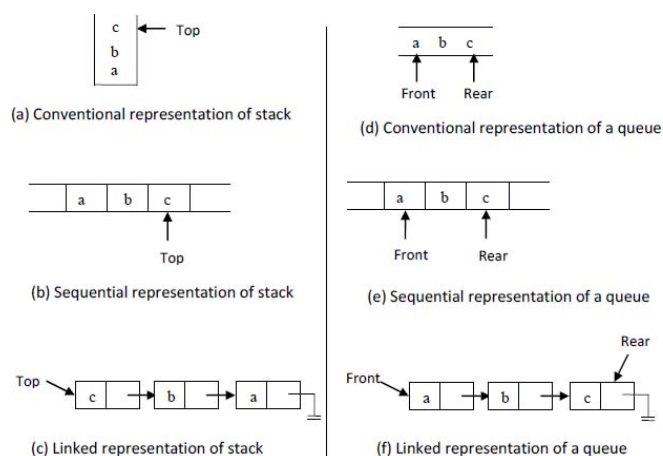 c
Top
b
a
(a) Conventional representation of stack
a b c
Top
(b) Sequential representation of stack
Top
c b a
(c) Linked representation of stack
a b c
Front Rear
(d) Conventional representation of a queue
a b c
Front Rear
(e) Sequential representation of a queue
Rear
Front
a b c
(f) Linked representation of a queue